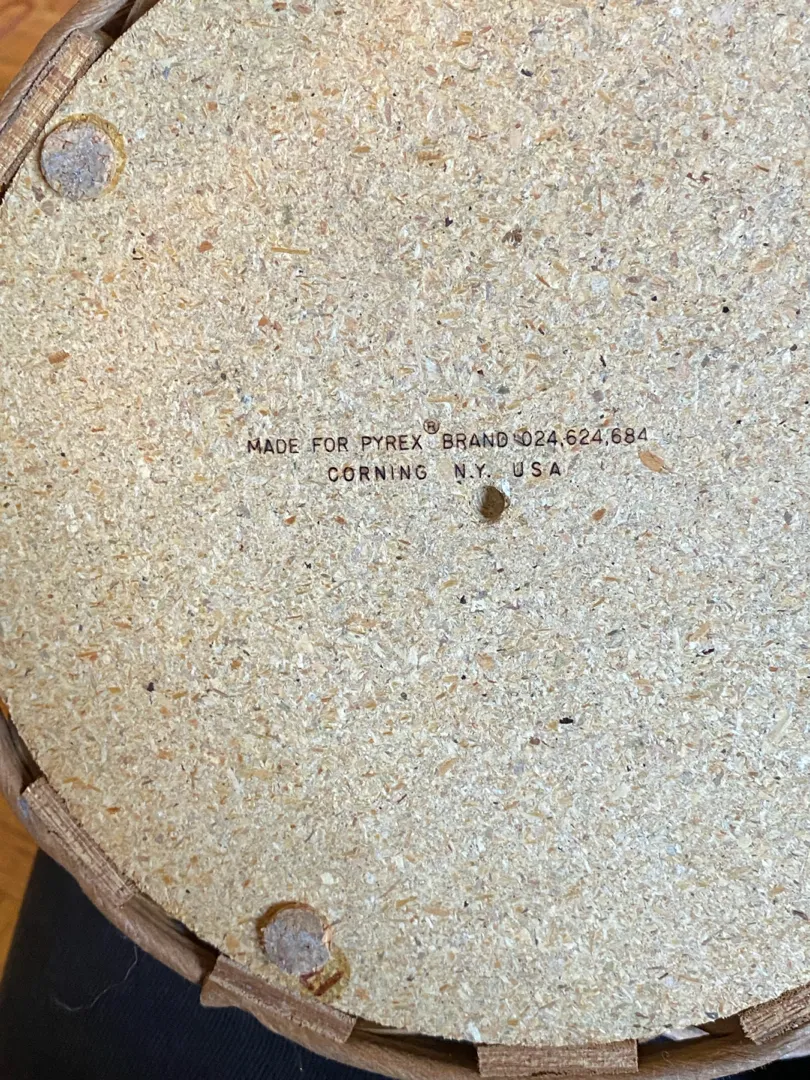 MADE FOR PYREX® BRAND 024,624,684
CORNING N.Y. USA